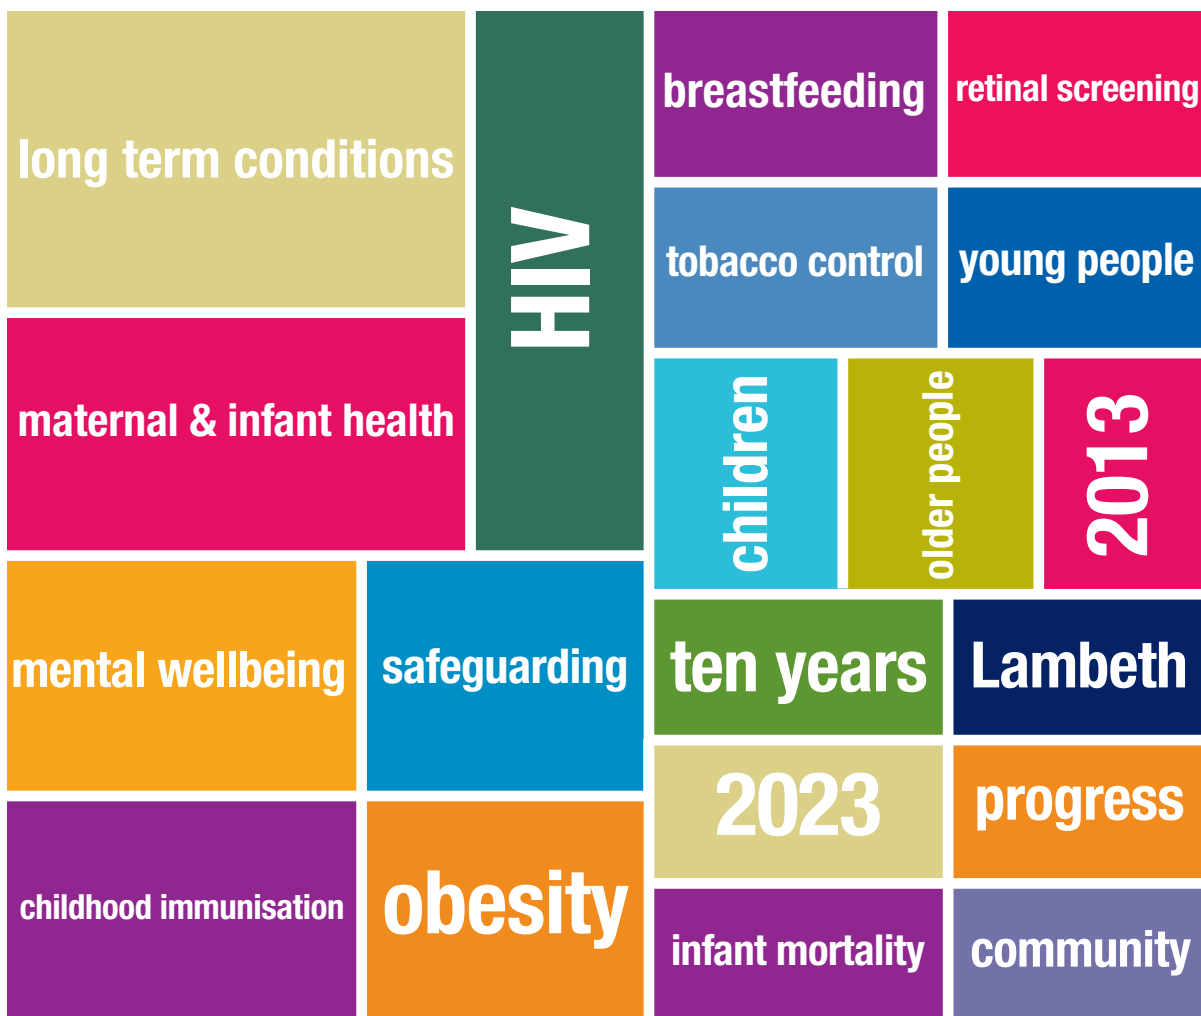 long term conditions
HIV
breastfeeding
retinal screening
tobacco control
young people
maternal & infant health
children
older people
2013
mental wellbeing
safeguarding
ten years
Lambeth
2023
progress
childhood immunisation
obesity
infant mortality
community